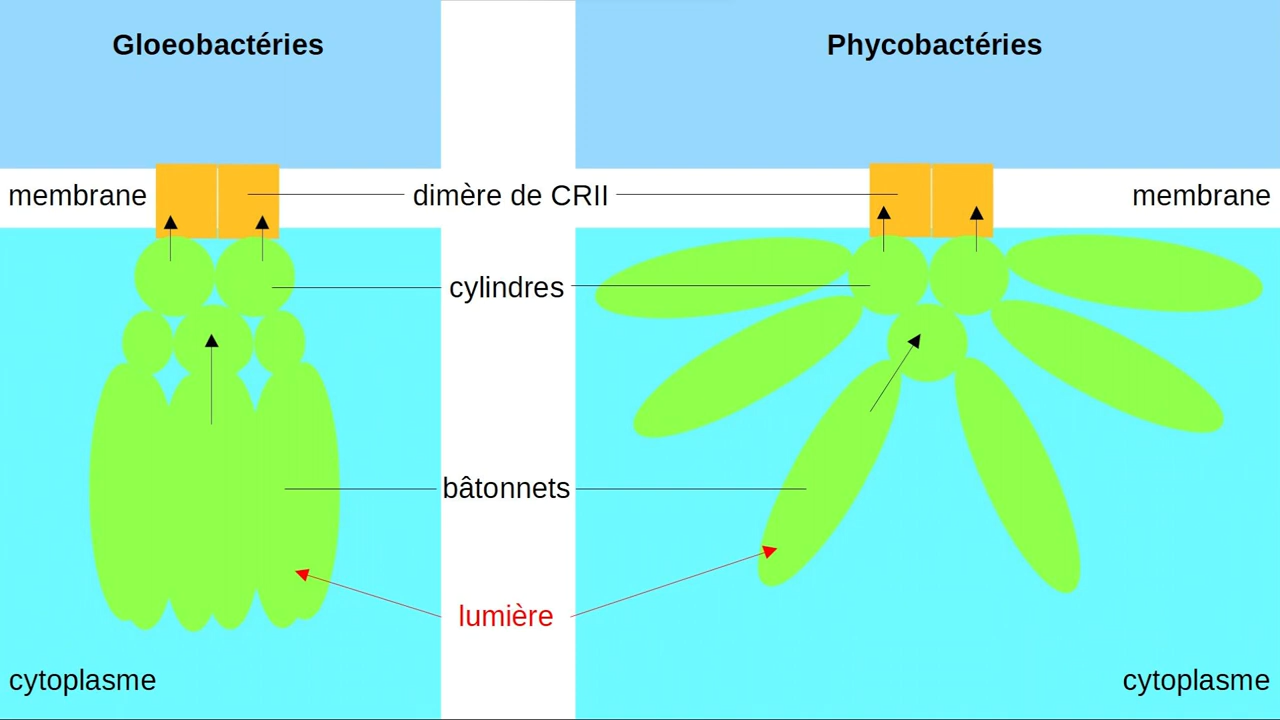 Gloeobactéries
Phycobactéries
membrane
dimère de CRII
membrane
cylindres
bâtonnets
lumière
cytoplasme
cytoplasme